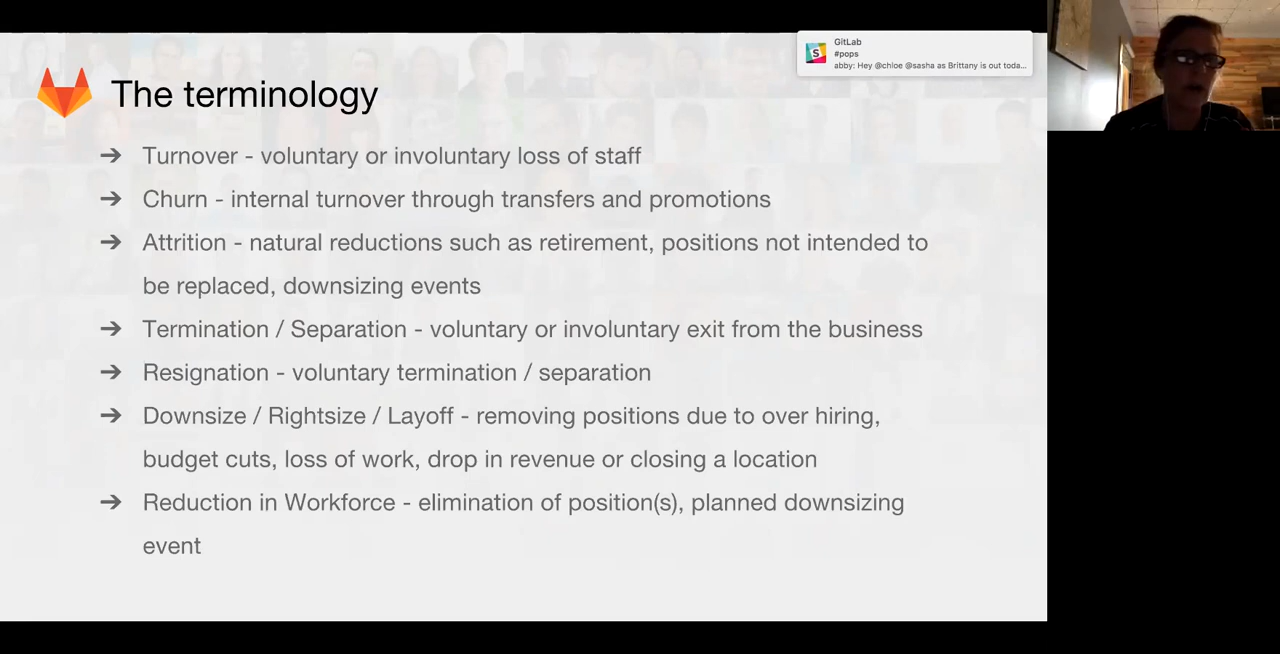 GitLab
#pops
abby: Hey @chloe @sasha as Brittany is out toda...
The terminology
➔ Turnover - voluntary or involuntary loss of staff
➔ Churn - internal turnover through transfers and promotions
➔ Attrition - natural reductions such as retirement, positions not intended to
be replaced, downsizing events
➔ Termination / Separation - voluntary or involuntary exit from the business
➔ Resignation - voluntary termination / separation
➔ Downsize / Rightsize / Layoff - removing positions due to over hiring,
budget cuts, loss of work, drop in revenue or closing a location
➔ Reduction in Workforce - elimination of position(s), planned downsizing
event